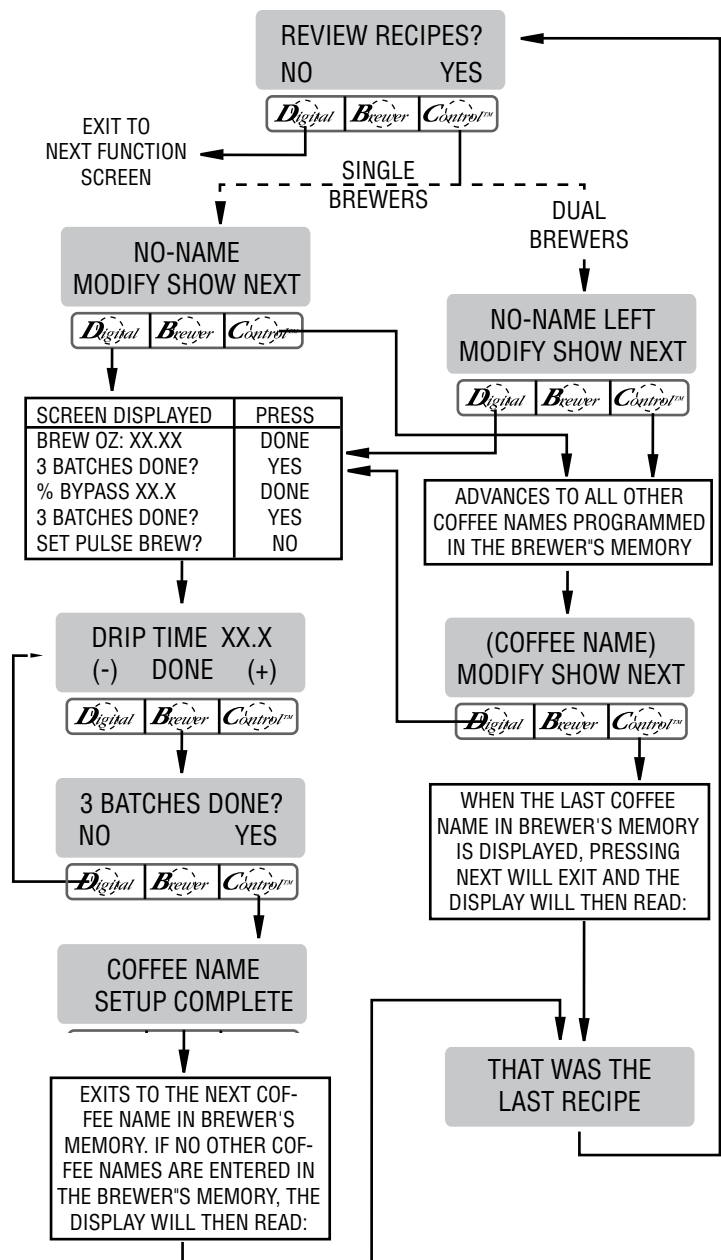 REVIEW RECIPES?
NO YES
Digital Brewer Control™
EXIT TO
NEXT FUNCTION
SCREEN
SINGLE
BREWERS
DUAL
BREWERS
NO-NAME
MODIFY SHOW NEXT
Digital Brewer Control™
NO-NAME LEFT
MODIFY SHOW NEXT
Digital Brewer Control™
SCREEN DISPLAYED PRESS
BREW OZ: XX.XX DONE
3 BATCHES DONE? YES
% BYPASS XX.X DONE
3 BATCHES DONE? YES
SET PULSE BREW? NO
ADVANCES TO ALL OTHER
COFFEE NAMES PROGRAMMED
IN THE BREWER"S MEMORY
DRIP TIME XX.X
(-) DONE (+)
Digital Brewer Control™
(COFFEE NAME)
MODIFY SHOW NEXT
Digital Brewer Control™
3 BATCHES DONE?
NO YES
Digital Brewer Control™
WHEN THE LAST COFFEE
NAME IN BREWER'S MEMORY
IS DISPLAYED, PRESSING
NEXT WILL EXIT AND THE
DISPLAY WILL THEN READ:
COFFEE NAME
SETUP COMPLETE
EXITS TO THE NEXT COF-
FEE NAME IN BREWER'S
MEMORY. IF NO OTHER COF-
FEE NAMES ARE ENTERED IN
THE BREWER"S MEMORY, THE
DISPLAY WILL THEN READ:
THAT WAS THE
LAST RECIPE